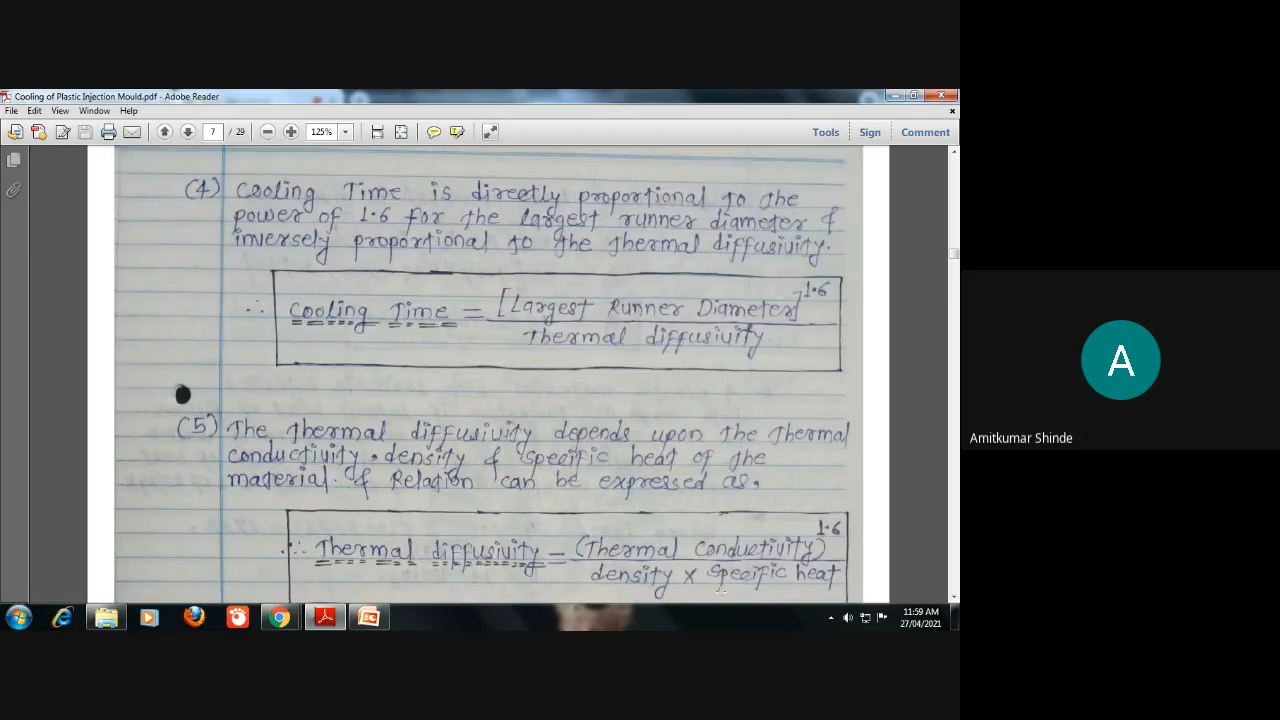 Cooling of Plastic Injection Mould.pdf - Adobe Reader
File Edit View Window Help
7 / 29 125% Tools Sign Comment
(4) Cooling Time is directly proportional to the
power of 1.6 for the largest runner diameter &
inversely proportional to the thermal diffusivity.
∴ Cooling Time = [Largest Runner Diameter]^1.6
Thermal diffusivity.
(5) The thermal diffusivity depends upon the thermal
conductivity, density & specific heat of the
material. & Relation can be expressed as,
∴ Thermal diffusivity = (Thermal Conductivity)^1.6
density x specific heat
11:59 AM
27/04/2021
A
Amitkumar Shinde